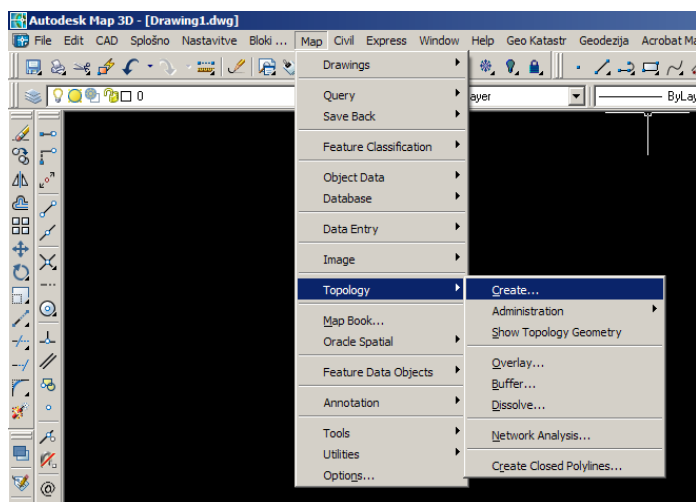 Autodesk Map 3D - [Drawing1.dwg]
File Edit CAD Splošno Nastavitve Bloki ... Map Civil Express Window Help Geo Katastr Geodezija Acrobat Ma
Drawings
0
ayer
ByLay
Query
Save Back
Feature Classification
Object Data
Database
Data Entry
Image
Topology
Create...
Administration
Map Book...
Show Topology Geometry
Oracle Spatial
Overlay...
Feature Data Objects
Buffer...
Annotation
Dissolve...
Tools
Network Analysis...
Utilities
Create Closed Polylines...
Options...
@